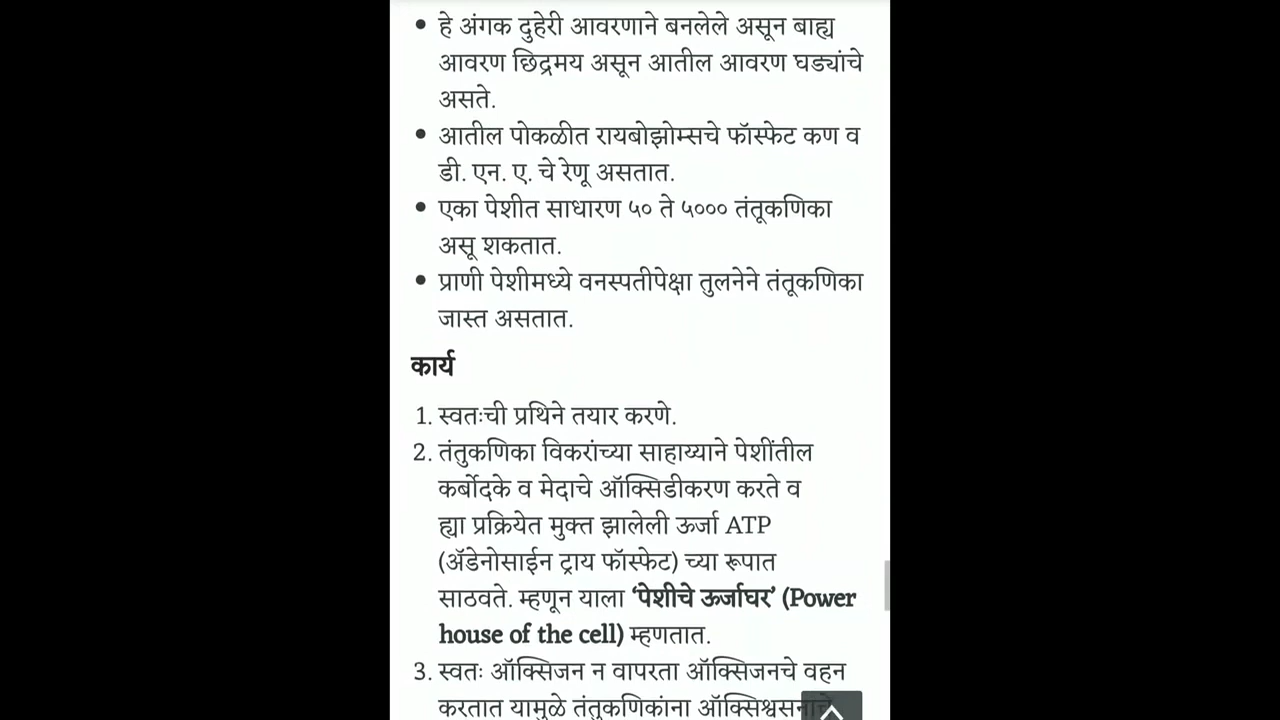 हे अंगक दुहेरी आवरणाने बनलेले असून बाह्य
आवरण छिद्रमय असून आतील आवरण घड्यांचे
असते.
आतील पोकळीत रायबोझोम्सचे फॉस्फेट कण व
डी. एन. ए. चे रेणू असतात.
एका पेशीत साधारण ५० ते ५००० तंतूकणिका
असू शकतात.
प्राणी पेशीमध्ये वनस्पतीपेक्षा तुलनेने तंतूकणिका
जास्त असतात.
कार्य
1. स्वतःची प्रथिने तयार करणे.
2. तंतुकणिका विकरांच्या साहाय्याने पेशींतील
कर्बोदके व मेदाचे ऑक्सिडीकरण करते व
ह्या प्रक्रियेत मुक्त झालेली ऊर्जा ATP
(ॲडेनोसाईन ट्राय फॉस्फेट) च्या रूपात
साठवते. म्हणून याला ‘पेशीचे ऊर्जाघर’ (Power
house of the cell) म्हणतात.
3. स्वतः ऑक्सिजन न वापरता ऑक्सिजनचे वहन
करतात यामुळे तंतुकणिकांना